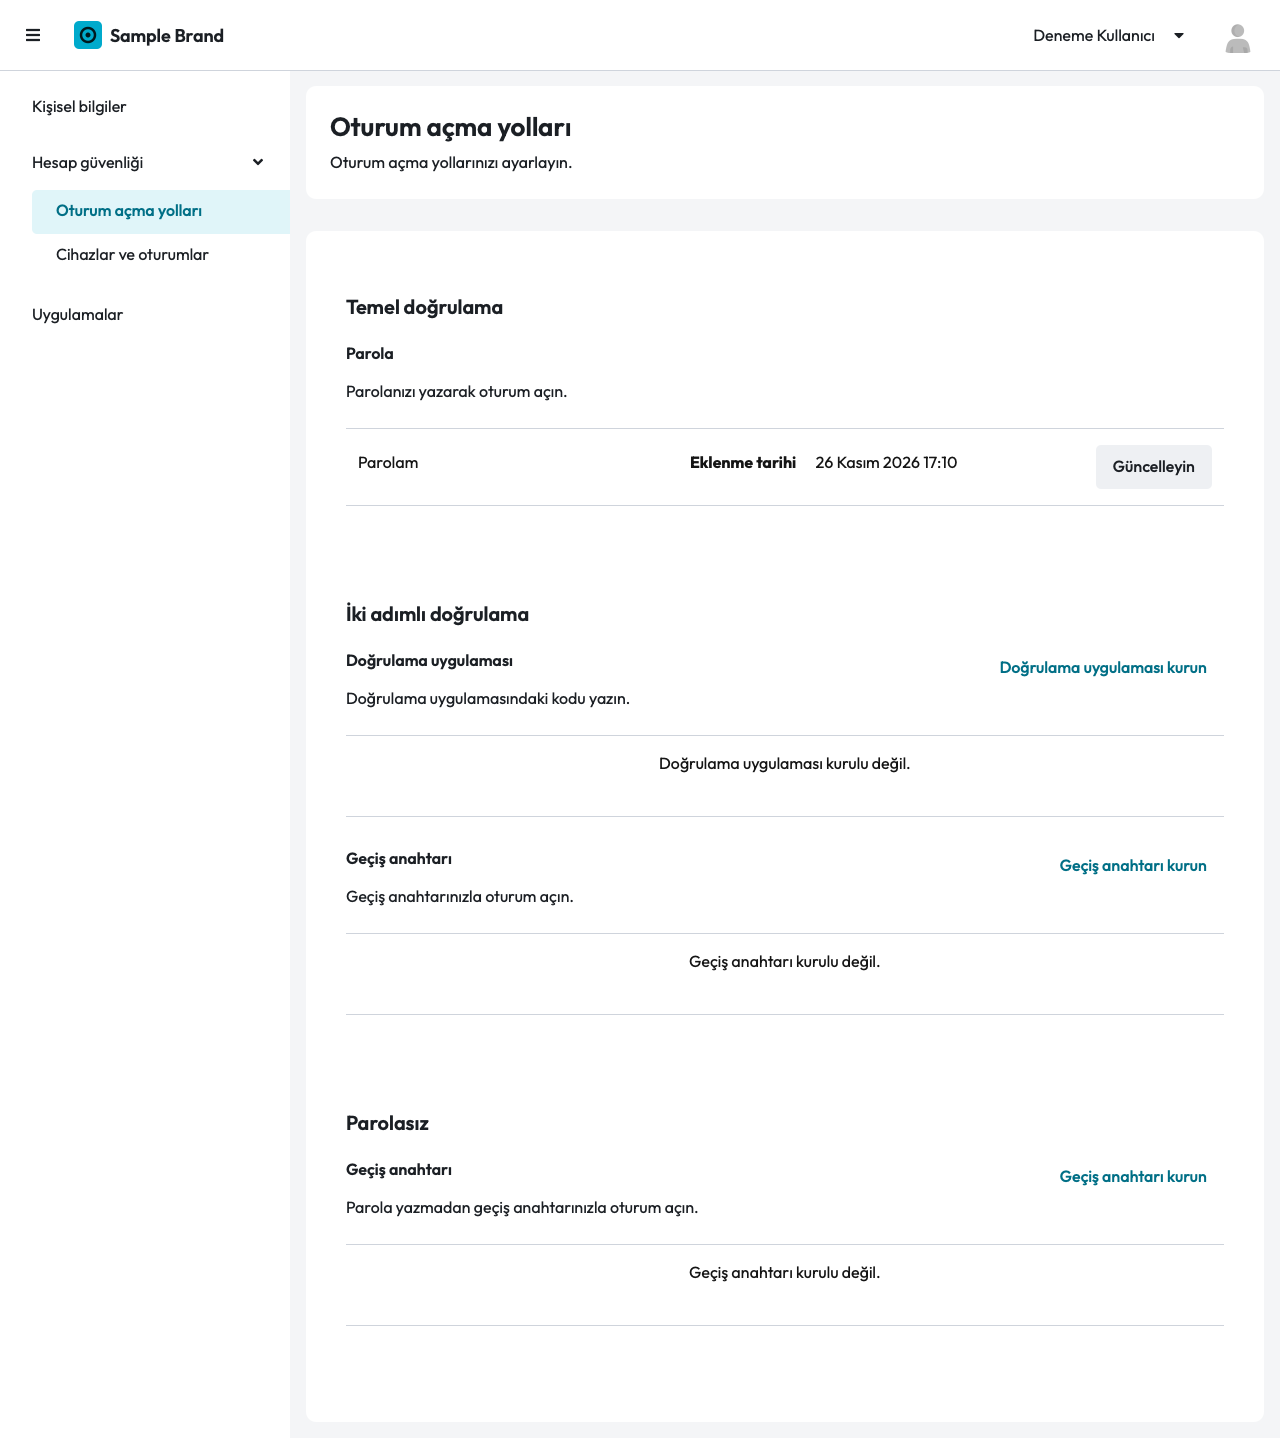 Sample Brand
Deneme Kullanıcı
Kişisel bilgiler
Hesap güvenliği
Oturum açma yolları
Cihazlar ve oturumlar
Uygulamalar
Oturum açma yolları
Oturum açma yollarınızı ayarlayın.
Temel doğrulama
Parola
Parolanızı yazarak oturum açın.
Parolam Eklenme tarihi 26 Kasım 2026 17:10 Güncelleyin
İki adımlı doğrulama
Doğrulama uygulaması
Doğrulama uygulaması kurun
Doğrulama uygulamasındaki kodu yazın.
Doğrulama uygulaması kurulu değil.
Geçiş anahtarı
Geçiş anahtarı kurun
Geçiş anahtarınızla oturum açın.
Geçiş anahtarı kurulu değil.
Parolasız
Geçiş anahtarı
Geçiş anahtarı kurun
Parola yazmadan geçiş anahtarınızla oturum açın.
Geçiş anahtarı kurulu değil.